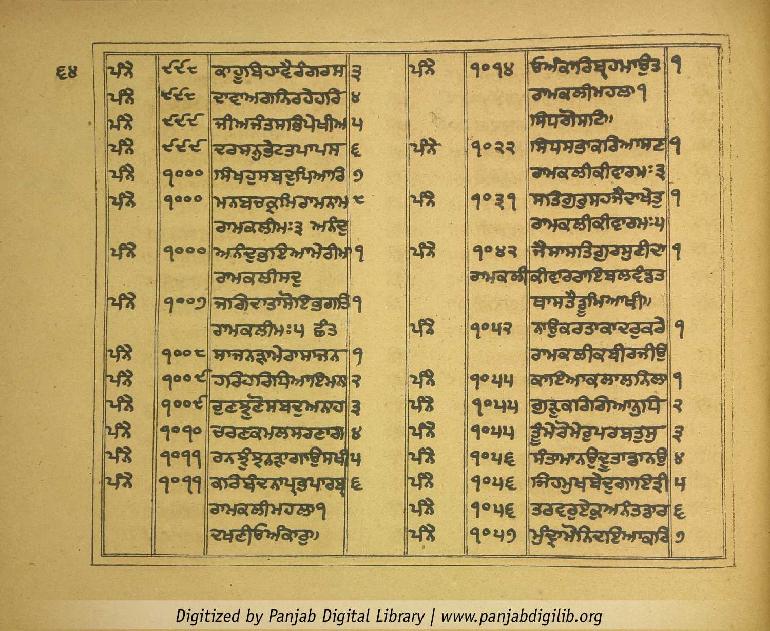 ੬੪
ਪੰਨੈ ੯੯੮ ਕਾਹੂਬਿਹਾਵੈਰੰਗਰਸ ੩
ਪੰਨੈ ੯੯੮ ਦਾਵਾਅਗਨਿਰਹੇਹਰਿ ੪
ਪੰਨੈ ੯੯੯ ਜੀਅਜੰਤਸਭਿਪੇਖੀਅ ੫
ਪੰਨੈ ੯੯੯ ਦਰਸਨੁਭੇਟਤਪਾਪਸ ੬
ਪੰਨੈ ੧੦੦੦ ਸਿਖਹੁਸਬਦੁਪਿਆਰਿ ੭
ਪੰਨੈ ੧੦੦੦ ਮਨਬਚਕ੍ਰਮਿਰਾਮਨਾਮ ੮
ਰਾਮਕਲੀਮਃ੩ ਅਨੰਦੁ
ਪੰਨੈ ੧੦੦੦ ਅਨੰਦੁਭਇਆਮੇਰੀਮਾ ੧
ਰਾਮਕਲੀਸਦੁ
ਪੰਨੈ ੧੦੦੭ ਜਗਿਦਾਤਾਸੋਇਭਗਤਿ ੧
ਰਾਮਕਲੀਮਃ੫ ਛੰਤ
ਪੰਨੈ ੧੦੦੮ ਸਾਜਨੜਾਮੇਰਾਸਾਜਨ ੧
ਪੰਨੈ ੧੦੦੯ ਹਰਿਹਰਿਧਿਆਇਮਨ ੨
ਪੰਨੈ ੧੦੦੯ ਰੁਣਝੁਣੋਸਬਦੁਅਨਹ ੩
ਪੰਨੈ ੧੦੧੦ ਚਰਣਕਮਲਸਰਣਾਗ ੪
ਪੰਨੈ ੧੦੧੧ ਰਨਝੁੰਝਨੜਾਗਾਉਸਖੀ ੫
ਪੰਨੈ ੧੦੧੧ ਕਰਿਬੰਦਨਾਪ੍ਰਭਪਾਰਬ੍ਰ ੬
ਰਾਮਕਲੀਮਹਲਾ੧
ਦਖਣੀਓਅੰਕਾਰੁ॥
ਪੰਨੈ ੧੦੧੪ ਓਅੰਕਾਰਿਬ੍ਰਹਮਾਉਤ ੧
ਰਾਮਕਲੀਮਹਲਾ੧
ਸਿਧਗੋਸਟਿ॥
ਪੰਨੈ ੧੦੨੨ ਸਿਧਸਭਾਕਰਿਆਸਣ ੧
ਰਾਮਕਲੀਕੀਵਾਰਮਃ੩
ਪੰਨੈ ੧੦੩੧ ਸਤਿਗੁਰੁਸਹਜੈਦਾਖੇਤੁ ੧
ਰਾਮਕਲੀਕੀਵਾਰਮਃ੫
ਪੰਨੈ ੧੦੪੨ ਜੈਸਾਸਤਿਗੁਰਸੁਣੀਦਾ ੧
ਰਾਮਕਲੀਕੀਵਾਰਰਾਇਬਲਵੰਡਤ
ਥਾਸਤੈਡੂਮਿਆਖੀ॥
ਪੰਨੈ ੧੦੫੨ ਨਾਉਕਰਤਾਕਾਦਰੁਕਰੇ ੧
ਰਾਮਕਲੀਕਬੀਰਜੀਉ
ਪੰਨੈ ੧੦੫੫ ਕਾਇਆਕਲਾਲਨਿਲਾ ੧
ਪੰਨੈ ੧੦੫੫ ਗੁੜੁਕਰਿਗਿਆਨੁਧਿ ੨
ਪੰਨੈ ੧੦੫੫ ਤੂੰਮੇਰੋਮੇਰੁਪਰਬਤੁਸੁ ੩
ਪੰਨੈ ੧੦੫੬ ਸੰਤਾਮਾਨਉਦੂਤਾਡਾਨਉ ੪
ਪੰਨੈ ੧੦੫੬ ਜਿਹਮੁਖਬੇਦੁਗਾਇਤ੍ਰੀ ੫
ਪੰਨੈ ੧੦੫੬ ਤਰਵਰੁਏਕੁਅਨੰਤਡਾਰ ੬
ਪੰਨੈ ੧੦੫੭ ਮੁੰਦ੍ਰਾਮੋਨਿਦਇਆਕਰਿ ੭
Digitized by Panjab Digital Library | www.panjabdigilib.org